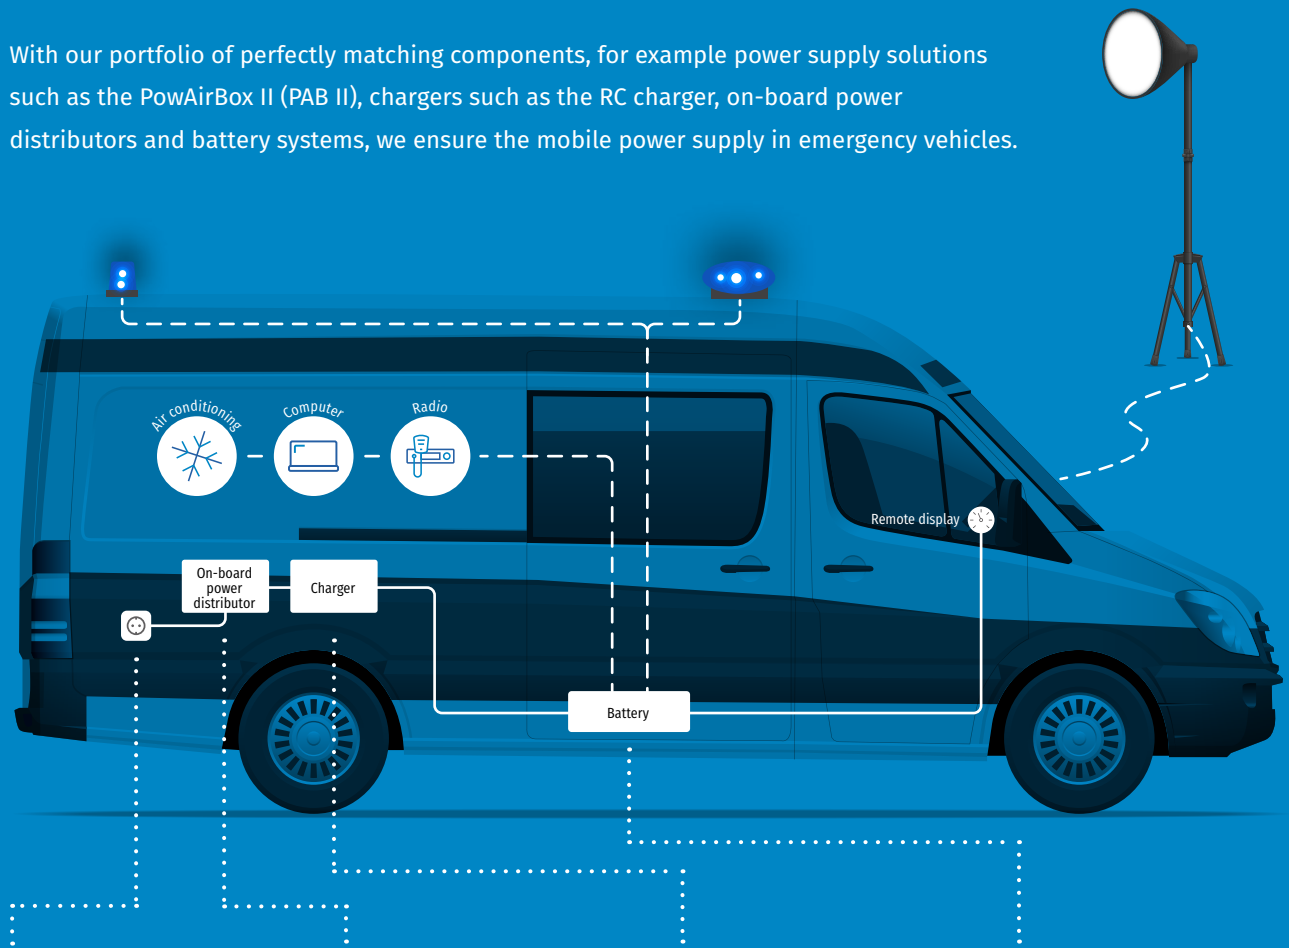 With our portfolio of perfectly matching components, for example power supply solutions
such as the PowAirBox II (PAB II), chargers such as the RC charger, on-board power
distributors and battery systems, we ensure the mobile power supply in emergency vehicles.
Air conditioning
Computer
Radio
Remote display
On-board
power
distributor
Charger
Battery